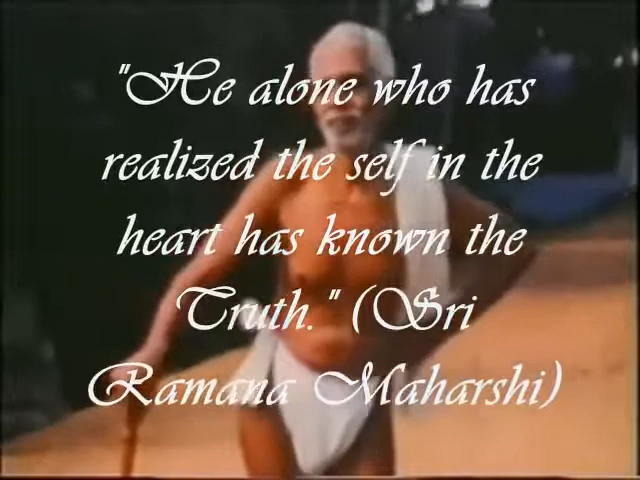 "He alone who has
realized the self in the
heart has known the
Truth." (Sri
Ramana Maharshi)